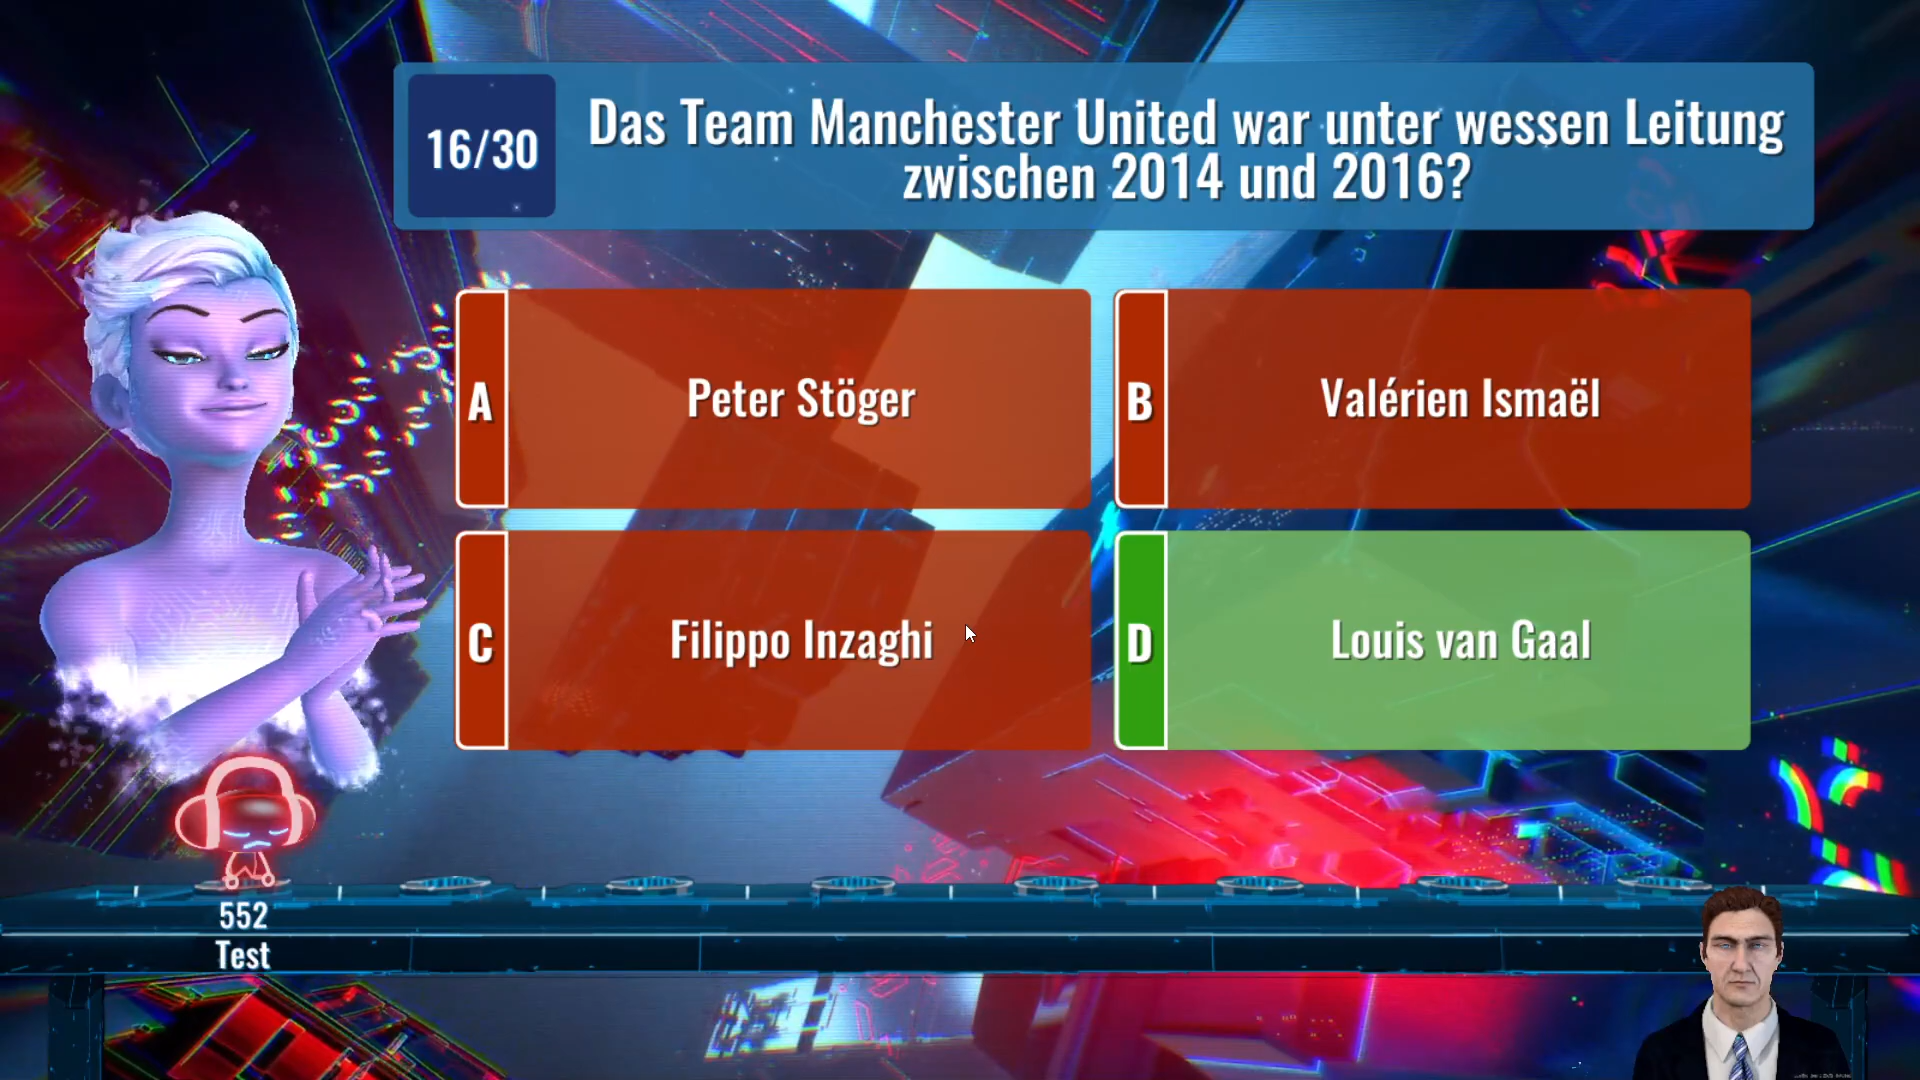 16/30
Das Team Manchester United war unter wessen Leitung
zwischen 2014 und 2016?
A
Peter Stöger
B
Valérien Ismaël
C
Filippo Inzaghi
D
Louis van Gaal
552
Test